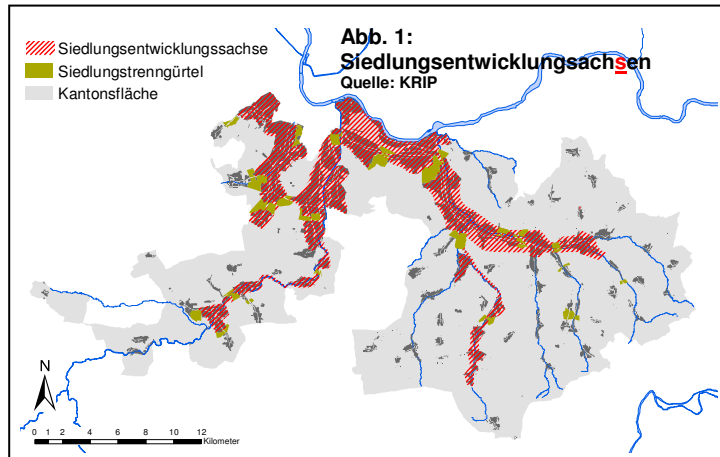 Abb. 1:
Siedlungsentwicklungsachsen
Quelle: KRIP
Siedlungsentwicklungssachse
Siedlungstrenngürtel
Kantonsfläche
N
0 1 2 4 6 8 10 12
Kilometer